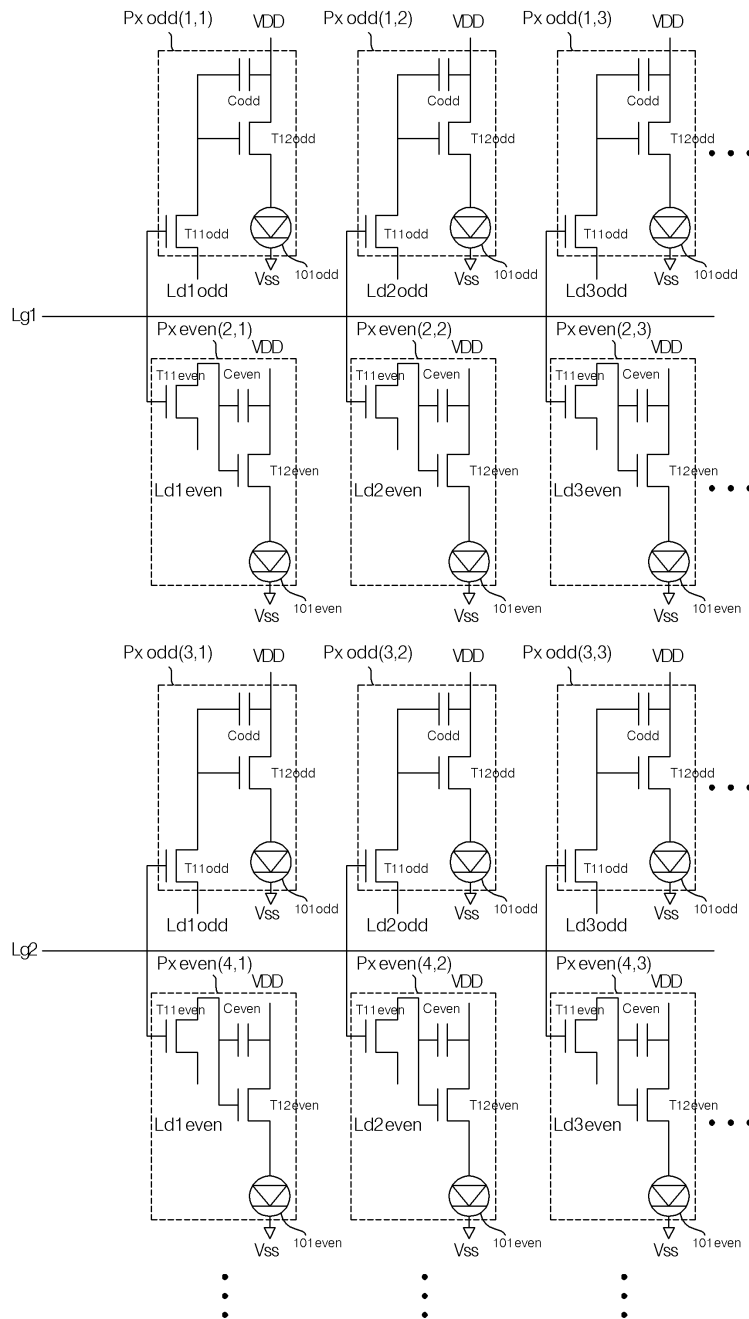 Px odd(1,1) VDD Px odd(1,2) VDD Px odd(1,3) VDD
Codd Codd Codd
T12odd T12odd T12odd
T11odd T11odd T11odd
101odd 101odd 101odd
Vss Vss Vss
Ld1odd Ld2odd Ld3odd
Lg1
Px even(2,1) Px even(2,2) Px even(2,3)
VDD VDD VDD
T11even Ceven T11even Ceven T11even Ceven
T12even T12even T12even
Ld1even Ld2even Ld3even
101even 101even 101even
Vss Vss Vss
Px odd(3,1) VDD Px odd(3,2) VDD Px odd(3,3) VDD
Codd Codd Codd
T12odd T12odd T12odd
T11odd T11odd T11odd
101odd 101odd 101odd
Vss Vss Vss
Ld1odd Ld2odd Ld3odd
Lg2
Px even(4,1) Px even(4,2) Px even(4,3)
VDD VDD VDD
T11even Ceven T11even Ceven T11even Ceven
T12even T12even T12even
Ld1even Ld2even Ld3even
101even 101even 101even
Vss Vss Vss